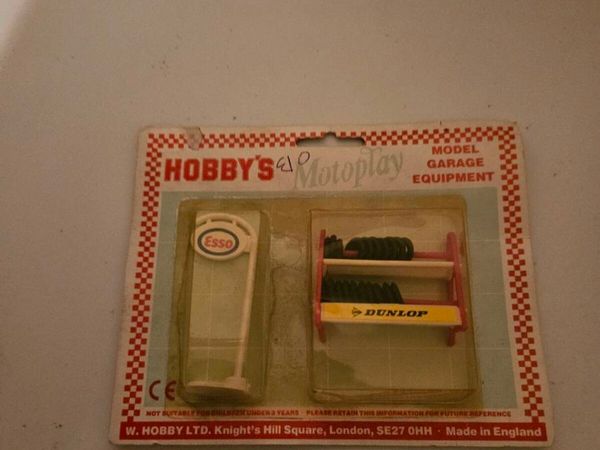 HOBBY'S Motoplay
MODEL
GARAGE
EQUIPMENT
Esso
DUNLOP
CE
NOT SUITABLE FOR CHILDREN UNDER 3 YEARS · PLEASE RETAIN THIS INFORMATION FOR FUTURE REFERENCE
W. HOBBY LTD. Knight's Hill Square, London, SE27 0HH · Made in England